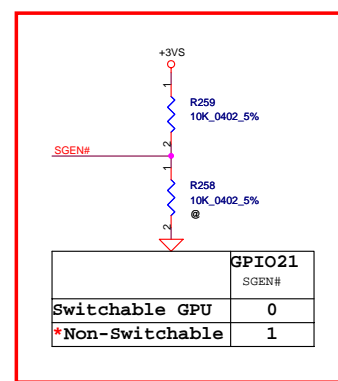 +3VS
1
R259
10K_0402_5%
2
SGEN#
1
R258
10K_0402_5%
@
2
GPIO21
SGEN#
Switchable GPU 0
*Non-Switchable 1